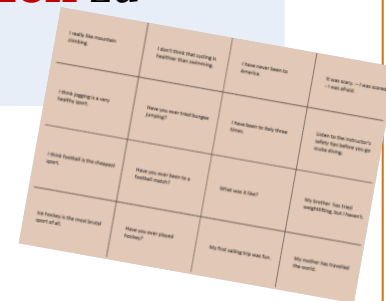 I really like mountain
climbing.
I don't think that cycling is
healthier than swimming.
I have never been to
America.
It was scary. – I was scared
- I was afraid.
I think jogging is a very
healthy sport.
Have you ever tried bungee
jumping?
I have been to Italy three
times.
Listen to the instructor's
safety tips before you go
scuba diving.
I think football is the cheapest
sport.
Have you ever been to a
football match?
What was it like?
My brother has tried
weightlifting, but I haven't.
Ice hockey is the most brutal
sport of all.
Have you ever played
hockey?
My first sailing trip was fun.
My mother has travelled
the world.